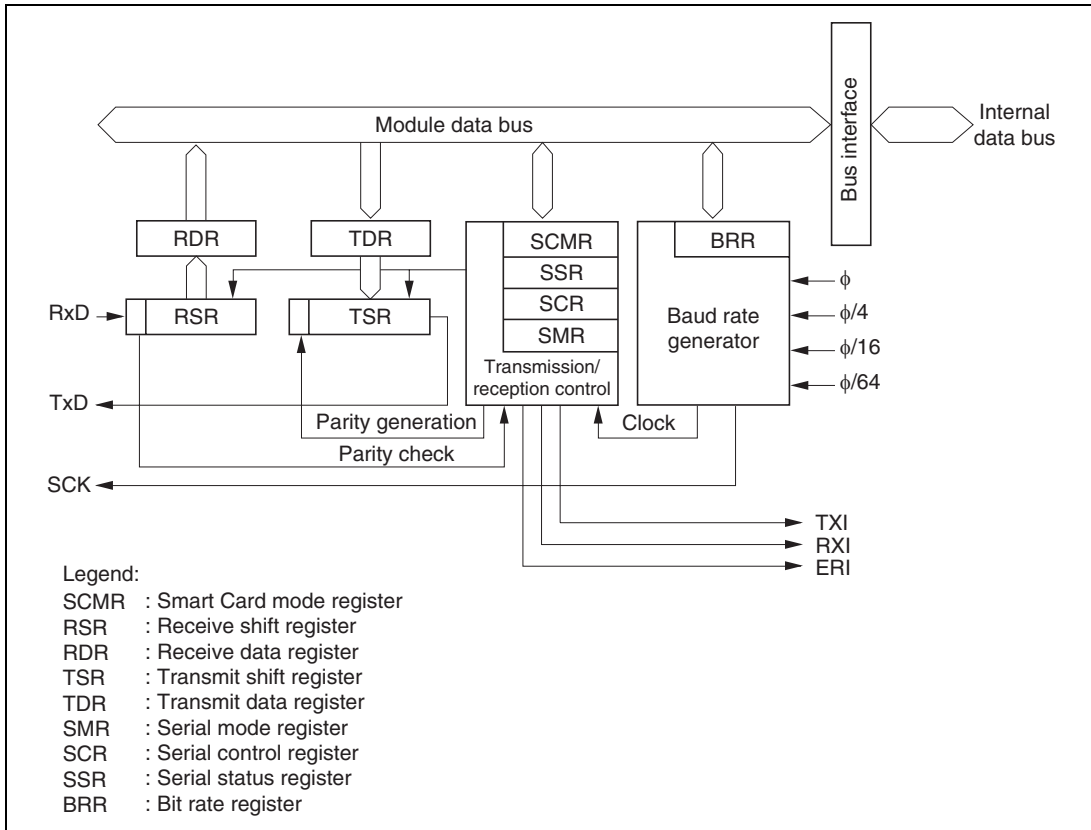 Module data bus
Bus interface
Internal
data bus
RDR
TDR
SCMR
SSR
SCR
SMR
Transmission/
reception control
BRR
Baud rate
generator
ϕ
ϕ/4
ϕ/16
ϕ/64
RxD
RSR
TSR
TxD
Parity generation
Parity check
Clock
SCK
TXI
RXI
ERI
Legend:
SCMR : Smart Card mode register
RSR : Receive shift register
RDR : Receive data register
TSR : Transmit shift register
TDR : Transmit data register
SMR : Serial mode register
SCR : Serial control register
SSR : Serial status register
BRR : Bit rate register